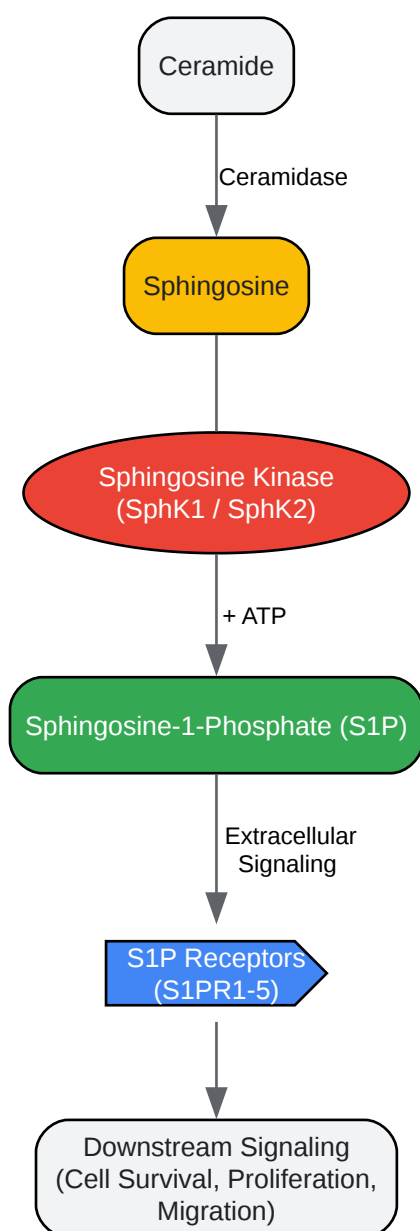 Ceramide
Ceramidase
Sphingosine
Sphingosine Kinase
(SphK1 / SphK2)
+ ATP
Sphingosine-1-Phosphate (S1P)
Extracellular
Signaling
S1P Receptors
(S1PR1-5)
Downstream Signaling
(Cell Survival, Proliferation,
Migration)